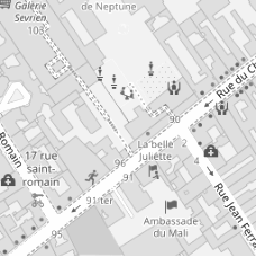 Galerie
Sevrien
de Neptune
103
Rue du Ch
90
La belle
Juliette
96
91
17 rue
saint-
romain
Romain
91 ter
95
Ambassade
du Mali
Rue Jean Ferra